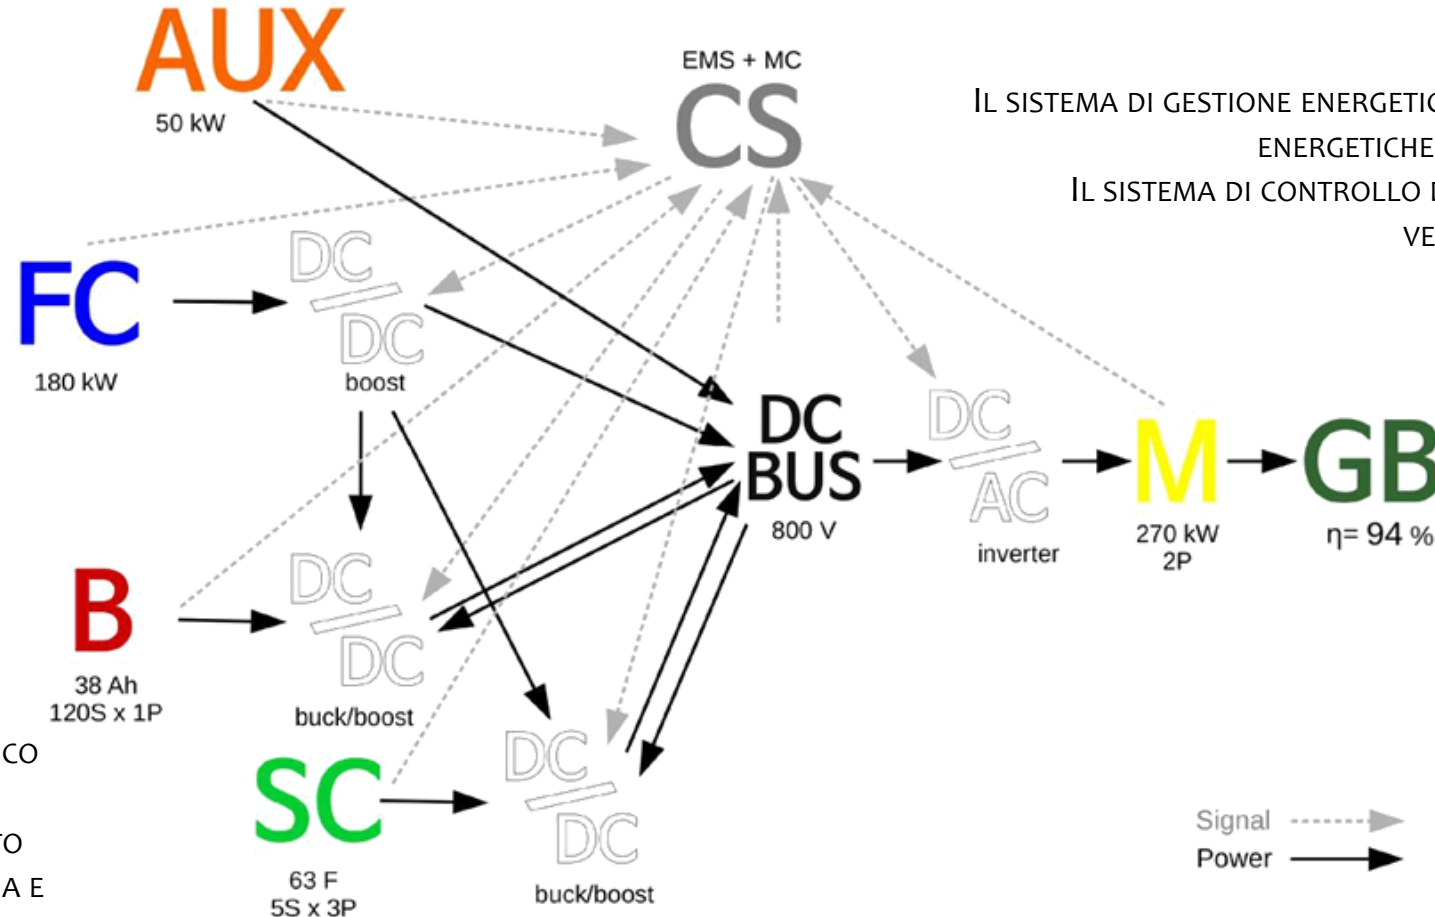 AUX
50 kW
EMS + MC
CS
IL SISTEMA DI GESTIONE
ENERGETICHE
IL SISTEMA DI CONTROLLO
FC
180 kW
DC
DC
boost
DC
BUS
800 V
DC
AC
inverter
M
270 kW
2P
GB
η= 94 %
B
38 Ah
120S x 1P
DC
DC
buck/boost
CO
TO
A E
SC
63 F
5S x 3P
DC
DC
buck/boost
Signal
Power